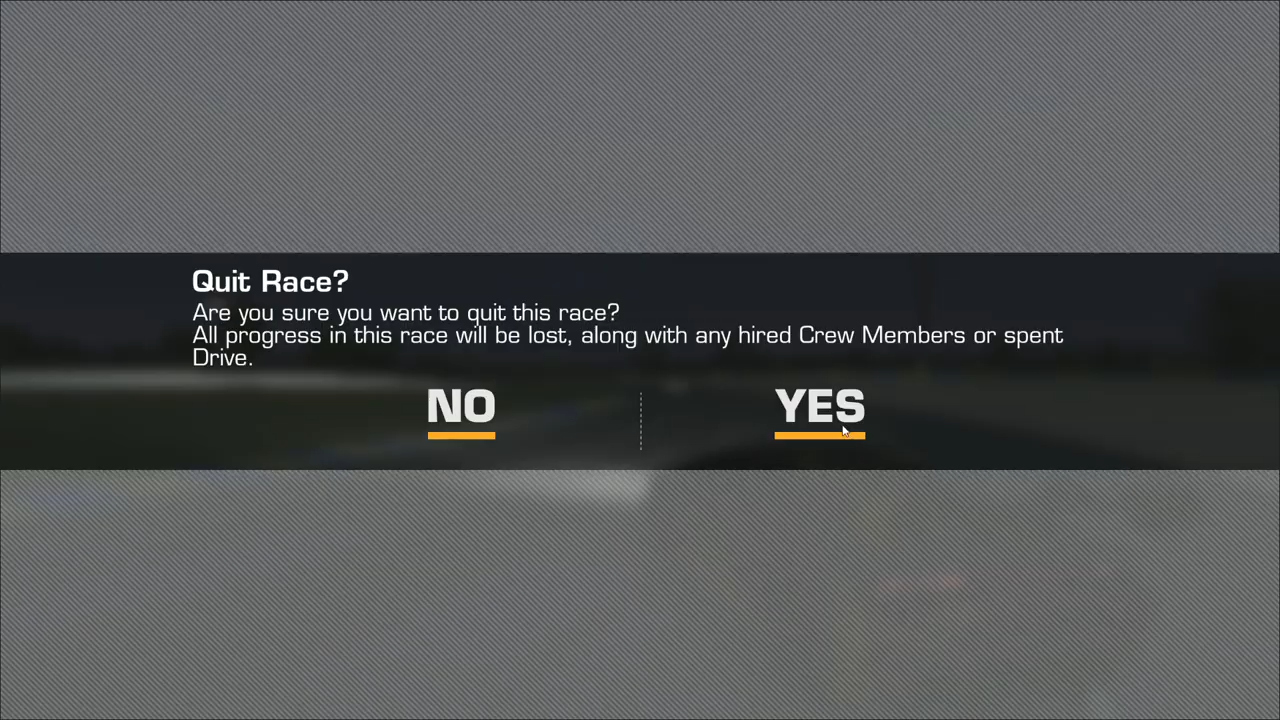 Quit Race?
Are you sure you want to quit this race?
All progress in this race will be lost, along with any hired Crew Members or spent
Drive.
NO
YES